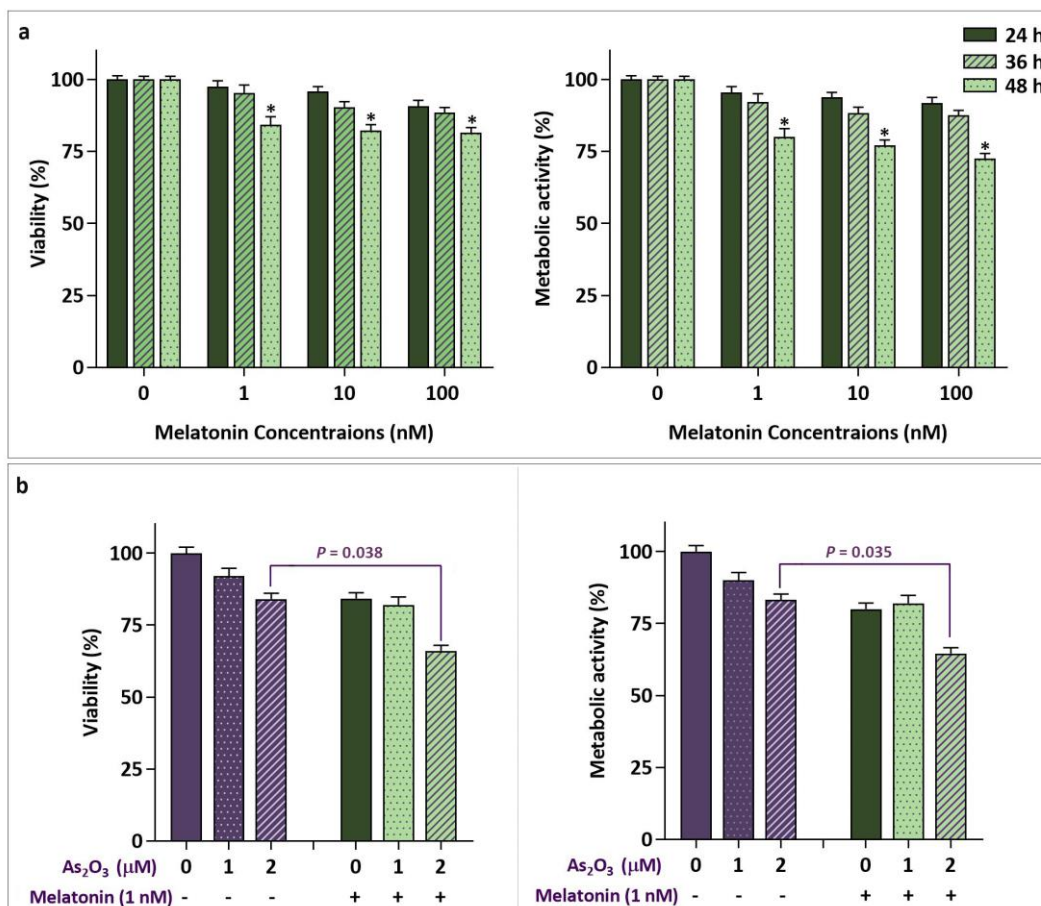 a
24 h
36 h
48 h
Viability (%)
100
75
50
25
0
* * *
0 1 10 100
Melatonin Concentraions (nM)
Metabolic activity (%)
100
75
50
25
0
* * *
0 1 10 100
Melatonin Concentraions (nM)
b
Viability (%)
100
75
50
25
0
P = 0.038
As₂O₃ (μM) 0 1 2 0 1 2
Melatonin (1 nM) - - - + + +
Metabolic activity (%)
100
75
50
25
0
P = 0.035
As₂O₃ (μM) 0 1 2 0 1 2
Melatonin (1 nM) - - - + + +